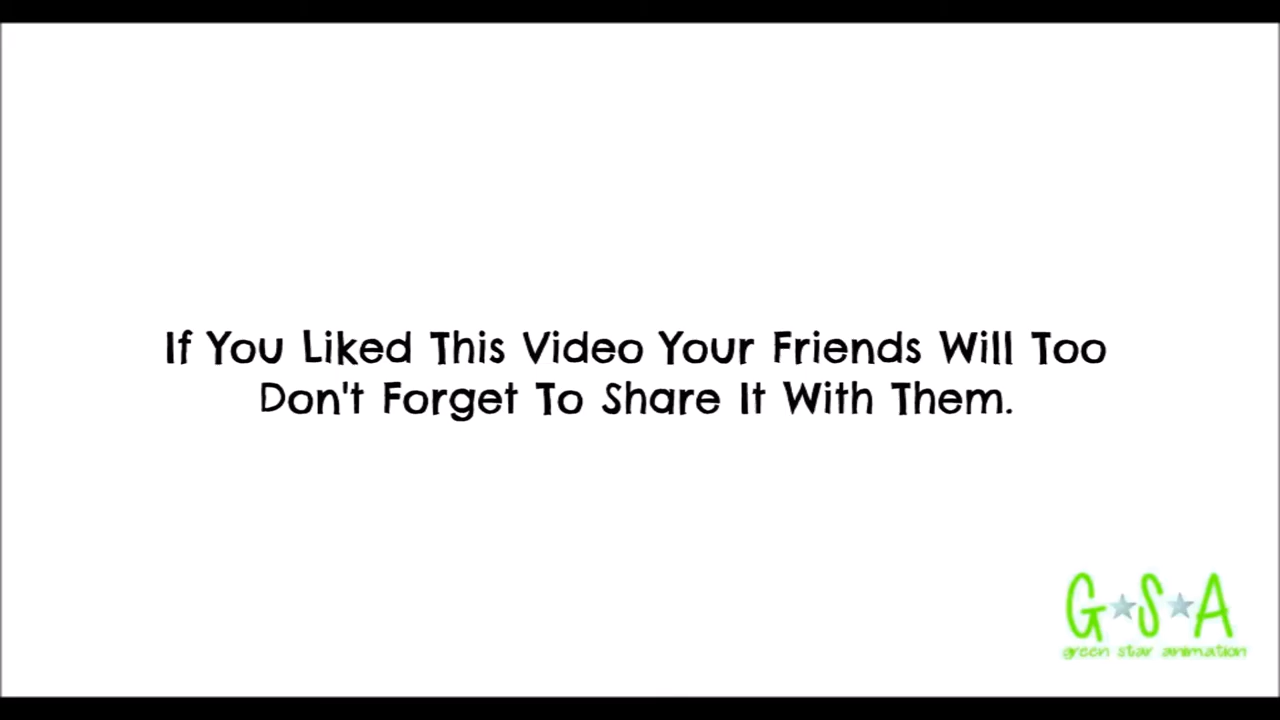 If You Liked This Video Your Friends Will Too
Don't Forget To Share It With Them.
G★S★A
green star animation